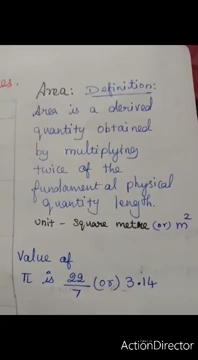 es.
Area: Definition:
Area is a derived
quantity obtained
by multiplying
twice of the
fundamental physical
quantity length.
unit - square metre (or) m²
Value of
π is 22/7 (or) 3.14
ActionDirector